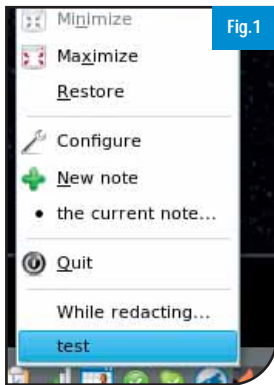 Fig.1
Minimize
Maximize
Restore
Configure
New note
the current note...
Quit
While redacting...
test